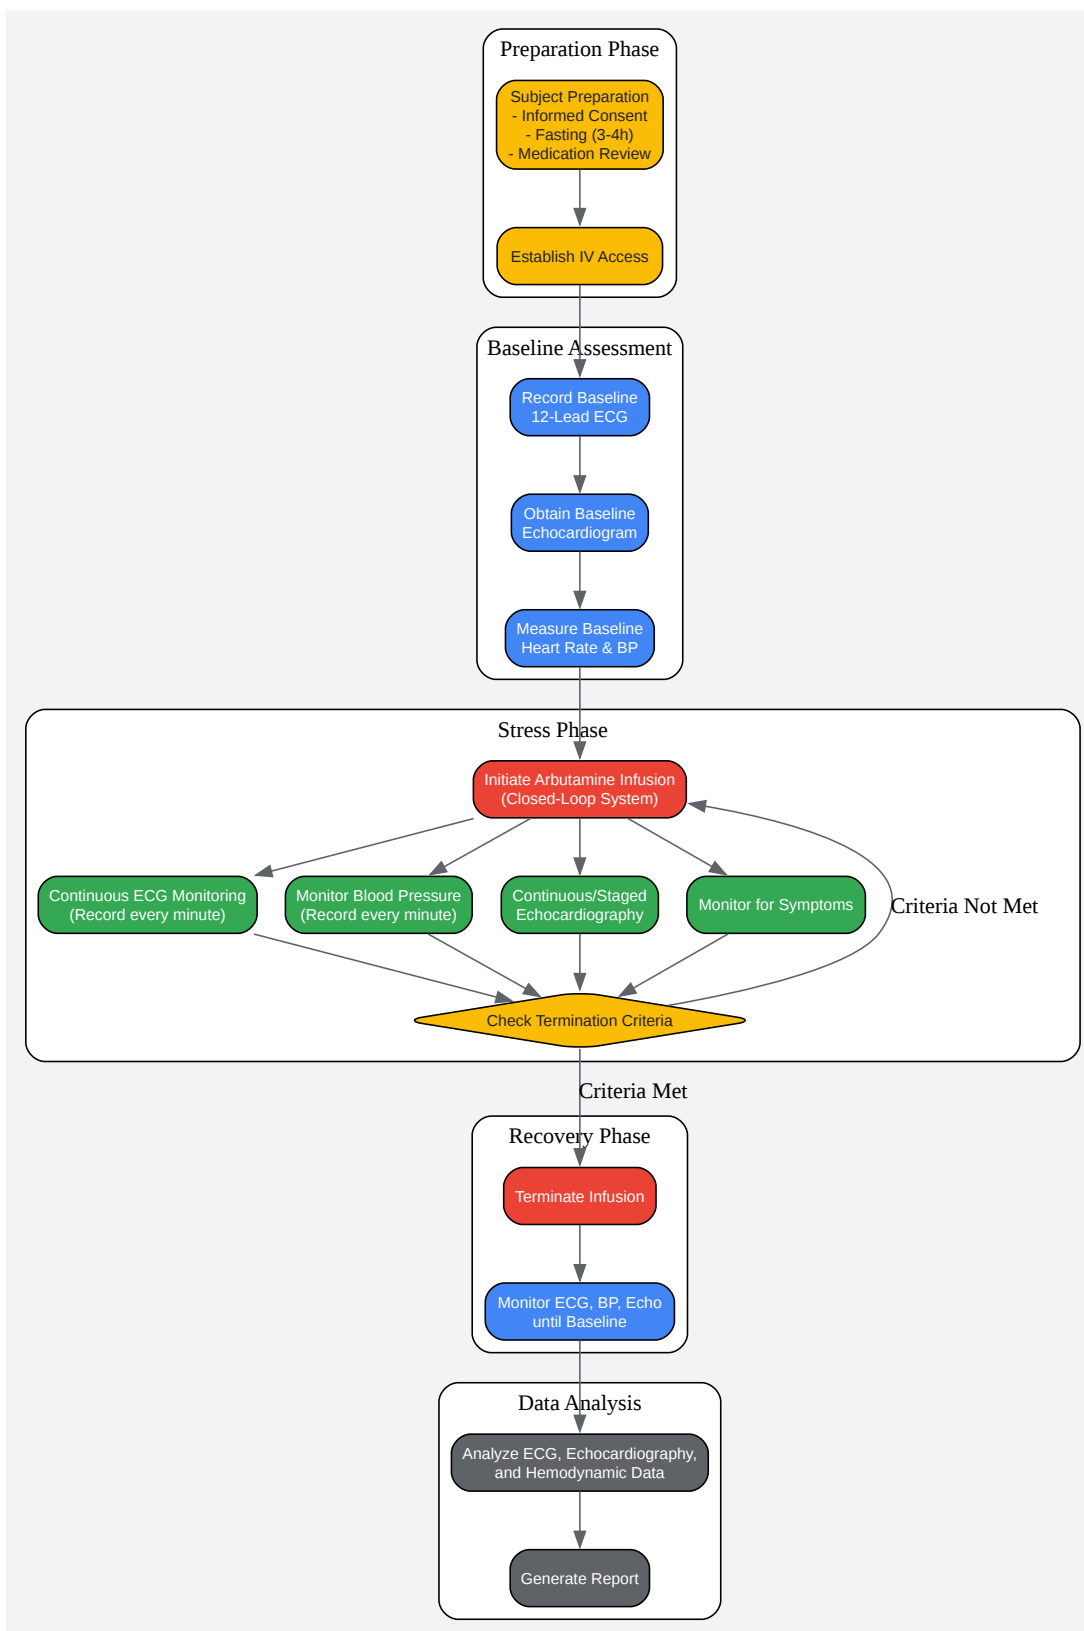 Preparation Phase
Subject Preparation
- Informed Consent
- Fasting (3-4h)
- Medication Review
Establish IV Access
Baseline Assessment
Record Baseline
12-Lead ECG
Obtain Baseline
Echocardiogram
Measure Baseline
Heart Rate & BP
Stress Phase
Initiate Arbutamine Infusion
(Closed-Loop System)
Continuous ECG Monitoring
(Record every minute)
Monitor Blood Pressure
(Record every minute)
Continuous/Staged
Echocardiography
Monitor for Symptoms
Criteria Not Met
Check Termination Criteria
Criteria Met
Recovery Phase
Terminate Infusion
Monitor ECG, BP, Echo
until Baseline
Data Analysis
Analyze ECG, Echocardiography,
and Hemodynamic Data
Generate Report